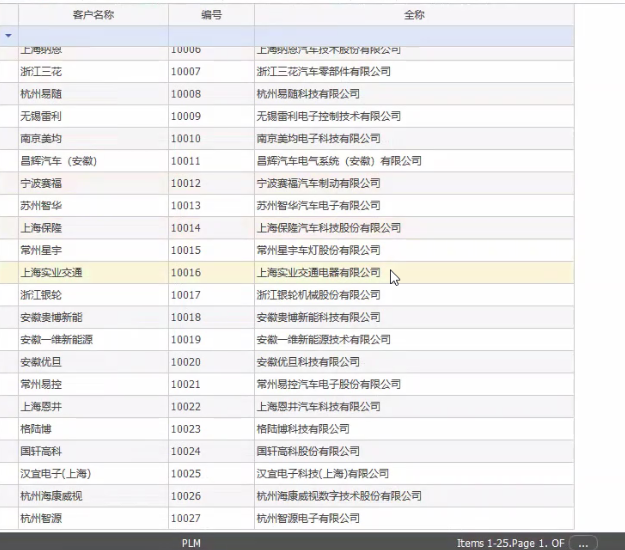 客户名称 编号 全称
上海纳恩 10006 上海纳恩汽车技术股份有限公司
浙江三花 10007 浙江三花汽车零部件有限公司
杭州易随 10008 杭州易随科技有限公司
无锡雷利 10009 无锡雷利电子控制技术有限公司
南京美均 10010 南京美均电子科技有限公司
昌辉汽车（安徽） 10011 昌辉汽车电气系统（安徽）有限公司
宁波赛福 10012 宁波赛福汽车制动有限公司
苏州智华 10013 苏州智华汽车电子有限公司
上海保隆 10014 上海保隆汽车科技股份有限公司
常州星宇 10015 常州星宇车灯股份有限公司
上海实业交通 10016 上海实业交通电器有限公司
浙江银轮 10017 浙江银轮机械股份有限公司
安徽奥博新能 10018 安徽奥博新能科技有限公司
安徽一维新能源 10019 安徽一维新能源技术有限公司
安徽优旦 10020 安徽优旦科技有限公司
常州易控 10021 常州易控汽车电子股份有限公司
上海恩井 10022 上海恩井汽车科技有限公司
格陆博 10023 格陆博科技有限公司
国轩高科 10024 国轩高科股份有限公司
汉宜电子(上海) 10025 汉宜电子科技(上海)有限公司
杭州海康威视 10026 杭州海康威视数字技术股份有限公司
杭州智源 10027 杭州智源电子有限公司
PLM Items 1-25.Page 1. OF ...